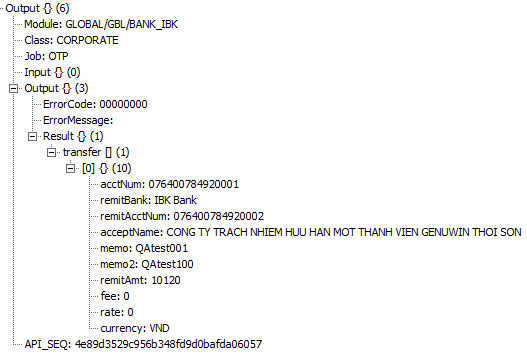 Output {} (6)
Module: GLOBAL/GBL/BANK_IBK
Class: CORPORATE
Job: OTP
Input {} (0)
Output {} (3)
ErrorCode: 00000000
ErrorMessage:
Result {} (1)
transfer [] (1)
[0] {} (10)
acctNum: 076400784920001
remitBank: IBK Bank
remitAcctNum: 076400784920002
acceptName: CONG TY TRACH NHIEM HUU HAN MOT THANH VIEN GENUWIN THOI SON
memo: QAtest001
memo2: QAtest100
remitAmt: 10120
fee: 0
rate: 0
currency: VND
API_SEQ: 4e89d3529c956b348fd9d0bafda06057